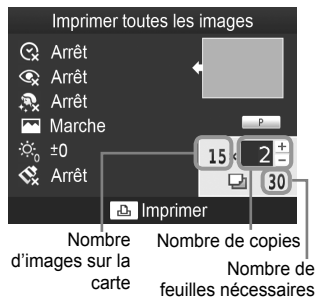 Imprimer toutes les images
Arrêt
Arrêt
Arrêt
Marche
±0
Arrêt
P
15
2
+
-
30
Imprimer
Nombre d'images sur la carte
Nombre de copies
Nombre de feuilles nécessaires